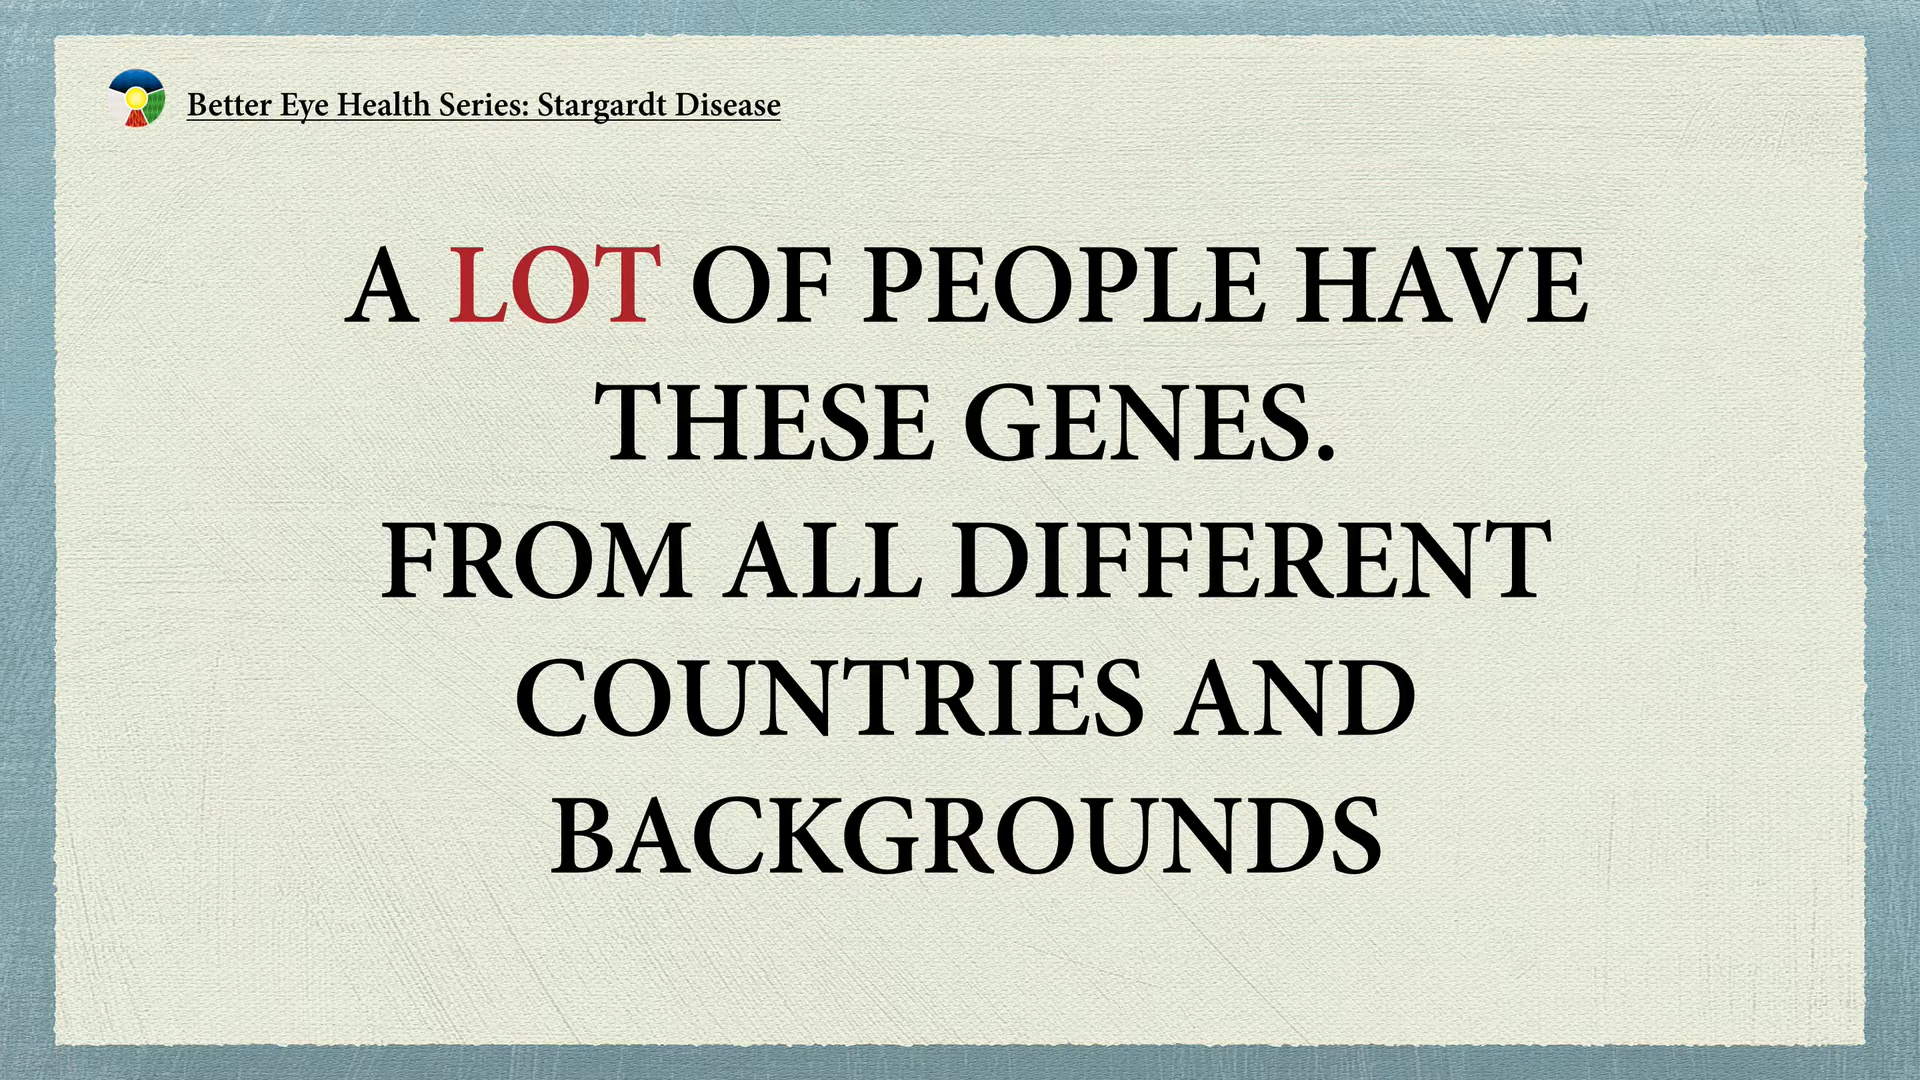 Better Eye Health Series: Stargardt Disease
A LOT OF PEOPLE HAVE
THESE GENES.
FROM ALL DIFFERENT
COUNTRIES AND
BACKGROUNDS